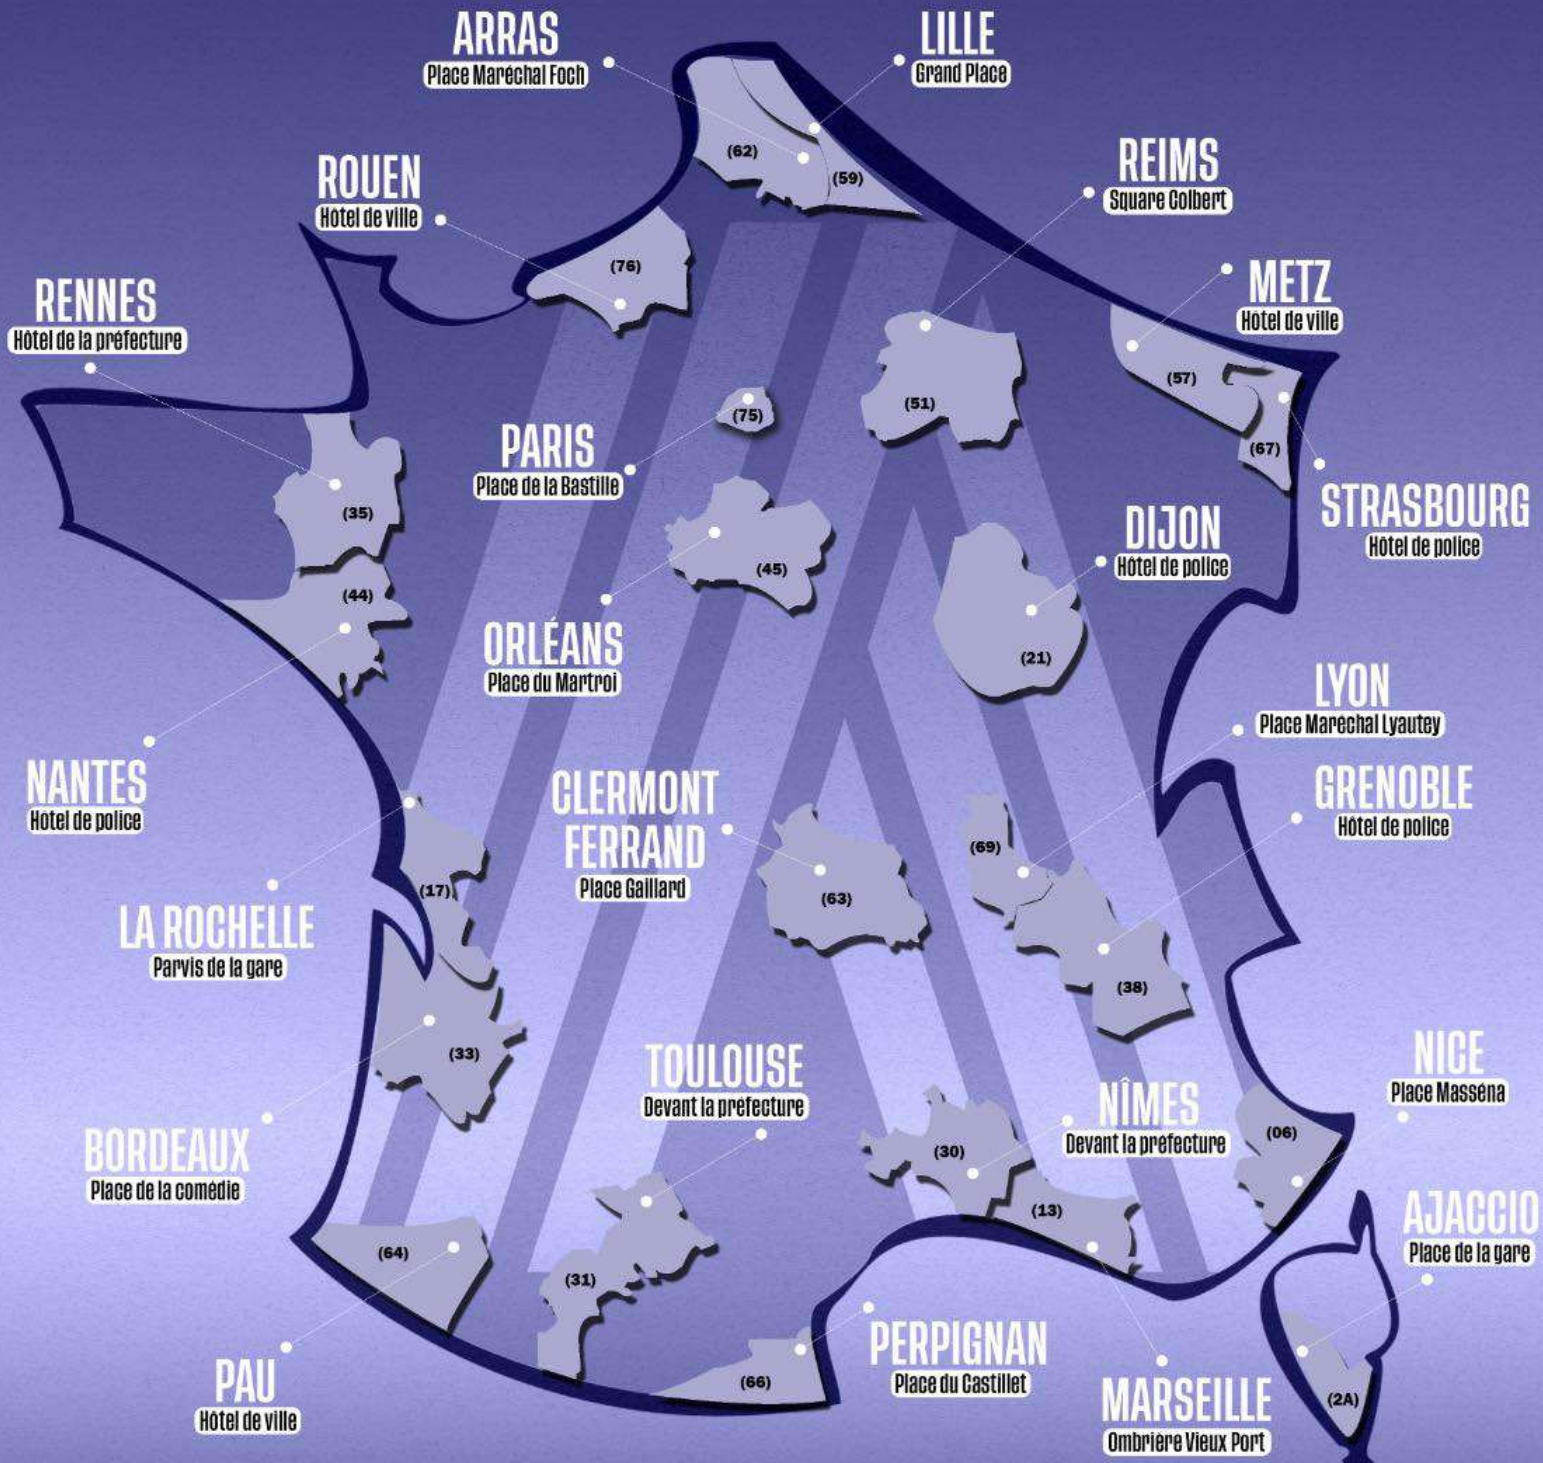 ARRAS
Place Maréchal Foch
LILLE
Grand Place
(62)
(59)
ROUEN
Hôtel de ville
(76)
REIMS
Square Colbert
(51)
METZ
Hôtel de ville
(57)
RENNES
Hôtel de la préfecture
(35)
PARIS
Place de la Bastille
(75)
STRASBOURG
Hôtel de police
(67)
DIJON
Hôtel de police
(21)
ORLÉANS
Place du Martroi
(45)
(44)
NANTES
Hôtel de police
LYON
Place Maréchal Lyautey
(69)
GRENOBLE
Hôtel de police
(38)
CLERMONT
FERRAND
Place Gaillard
(63)
(17)
LA ROCHELLE
Parvis de la gare
(33)
BORDEAUX
Place de la comédie
TOULOUSE
Devant la préfecture
(31)
NÎMES
Devant la préfecture
(30)
NICE
Place Masséna
(06)
(13)
AJACCIO
Place de la gare
(2A)
(64)
PAU
Hôtel de ville
PERPIGNAN
Place du Castillet
(66)
MARSEILLE
Ombrière Vieux Port